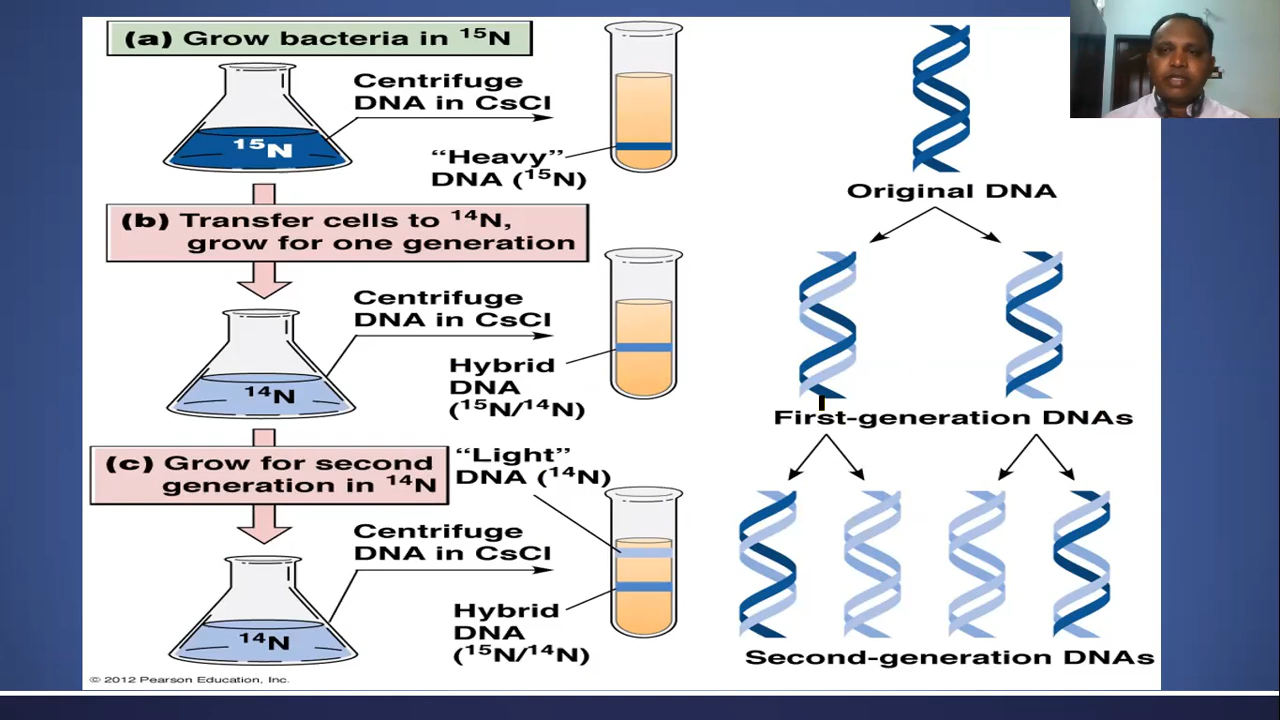 (a) Grow bacteria in ¹⁵N
Centrifuge
DNA in CsCl
¹⁵N
“Heavy”
DNA (¹⁵N)
(b) Transfer cells to ¹⁴N,
grow for one generation
Centrifuge
DNA in CsCl
¹⁴N
Hybrid
DNA
(¹⁵N/¹⁴N)
(c) Grow for second
generation in ¹⁴N
“Light”
DNA (¹⁴N)
Centrifuge
DNA in CsCl
¹⁴N
Hybrid
DNA
(¹⁵N/¹⁴N)
Original DNA
First-generation DNAs
Second-generation DNAs
© 2012 Pearson Education, Inc.